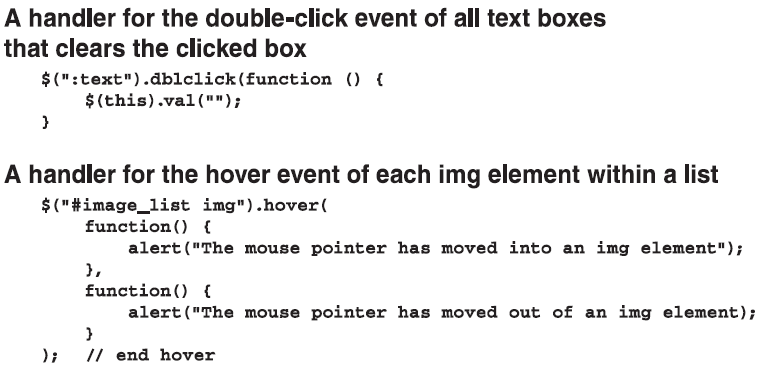 A handler for the double-click event of all text boxes
that clears the clicked box
$(":text").dblclick(function () {
    $(this).val("");
}
A handler for the hover event of each img element within a list
$("#image_list img").hover(
    function() {
        alert("The mouse pointer has moved into an img element");
    },
    function() {
        alert("The mouse pointer has moved out of an img element);
    }
);  // end hover